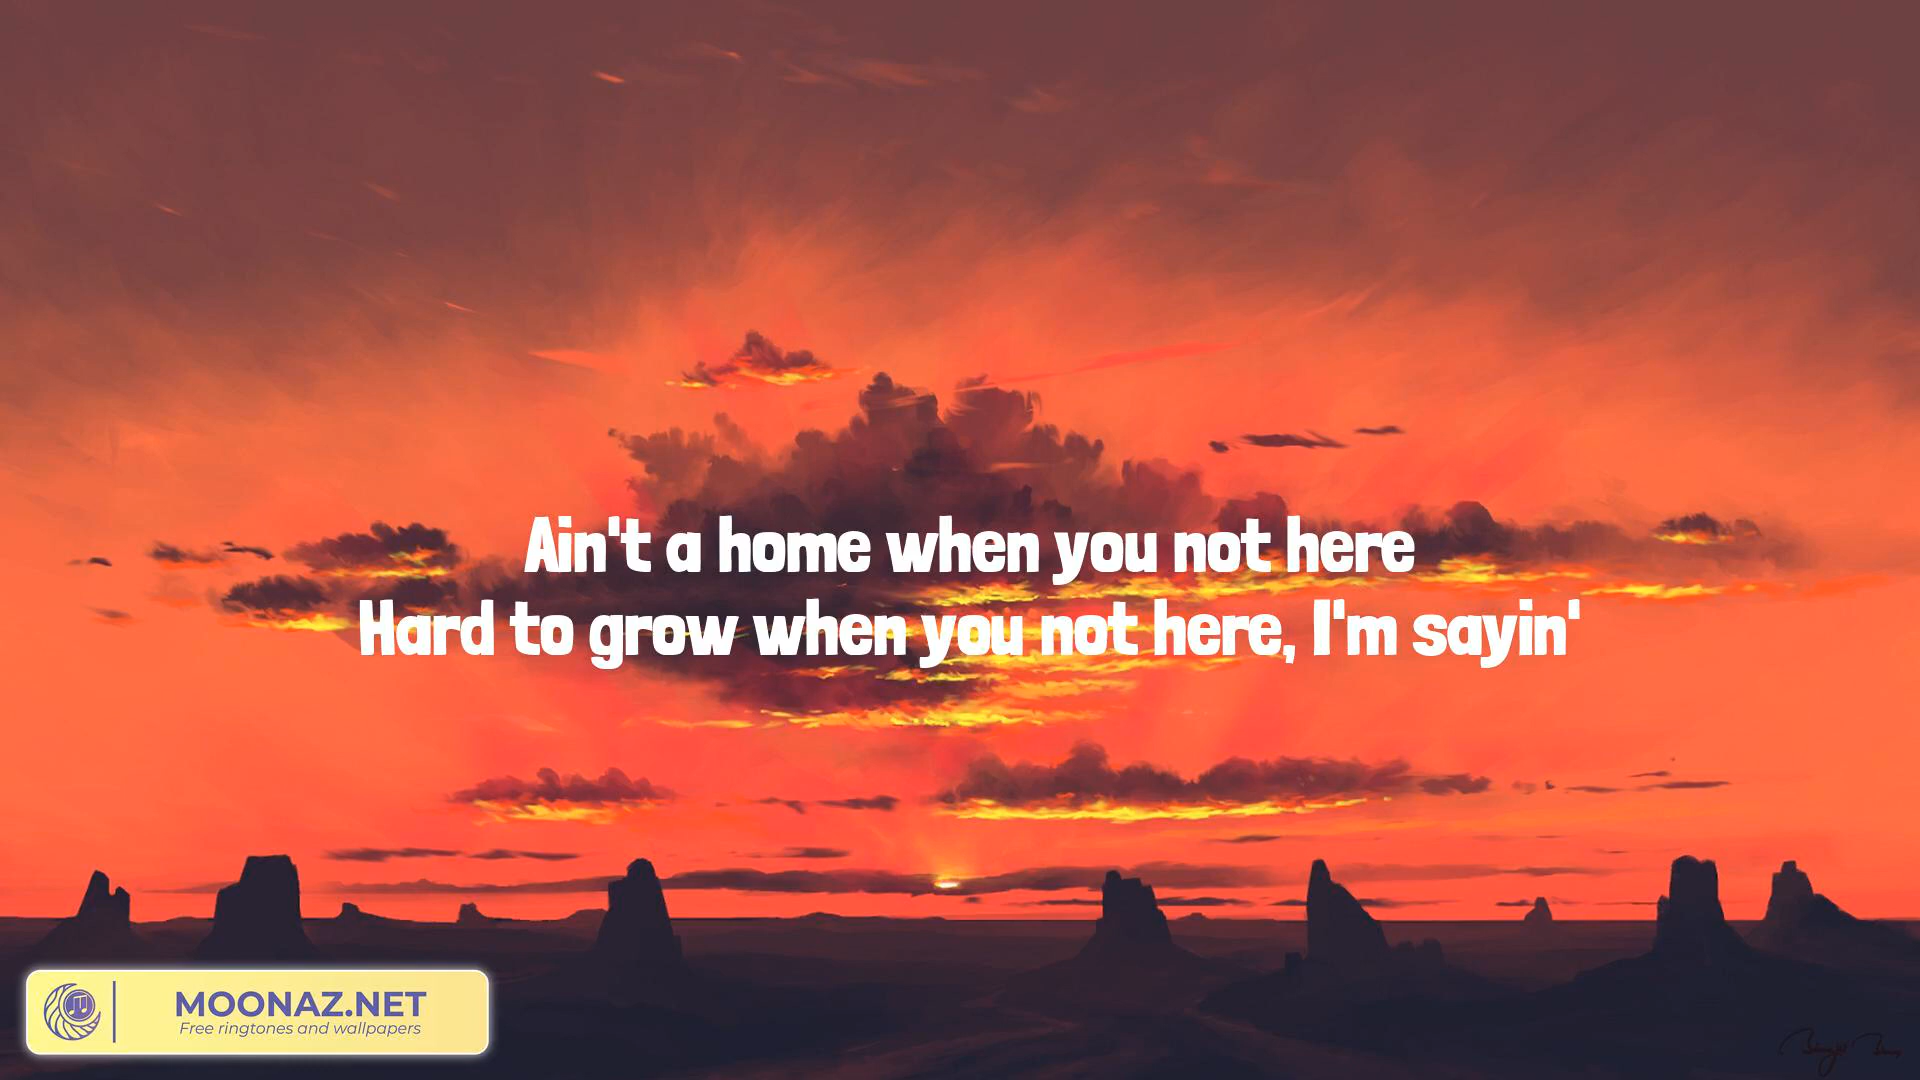 Ain't a home when you not here
Hard to grow when you not here, I'm sayin'
MOONAZ.NET
Free ringtones and wallpapers